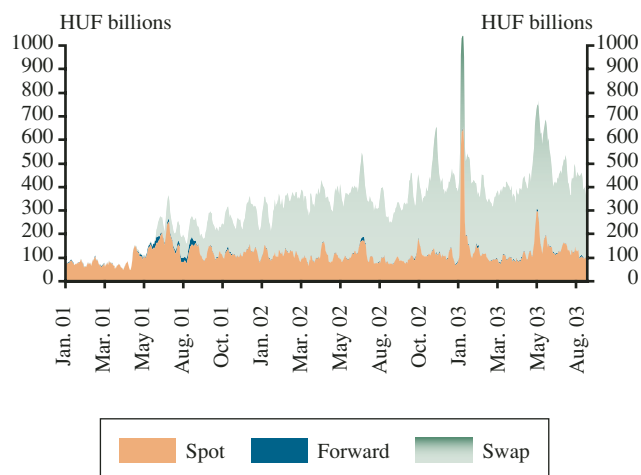 HUF billions HUF billions
1000 1000
900 900
800 800
700 700
600 600
500 500
400 400
300 300
200 200
100 100
0 0
Jan. 01
Mar. 01
May 01
Aug. 01
Oct. 01
Jan. 02
Mar. 02
May 02
Aug. 02
Oct. 02
Jan. 03
Mar. 03
May 03
Aug. 03
Spot Forward Swap